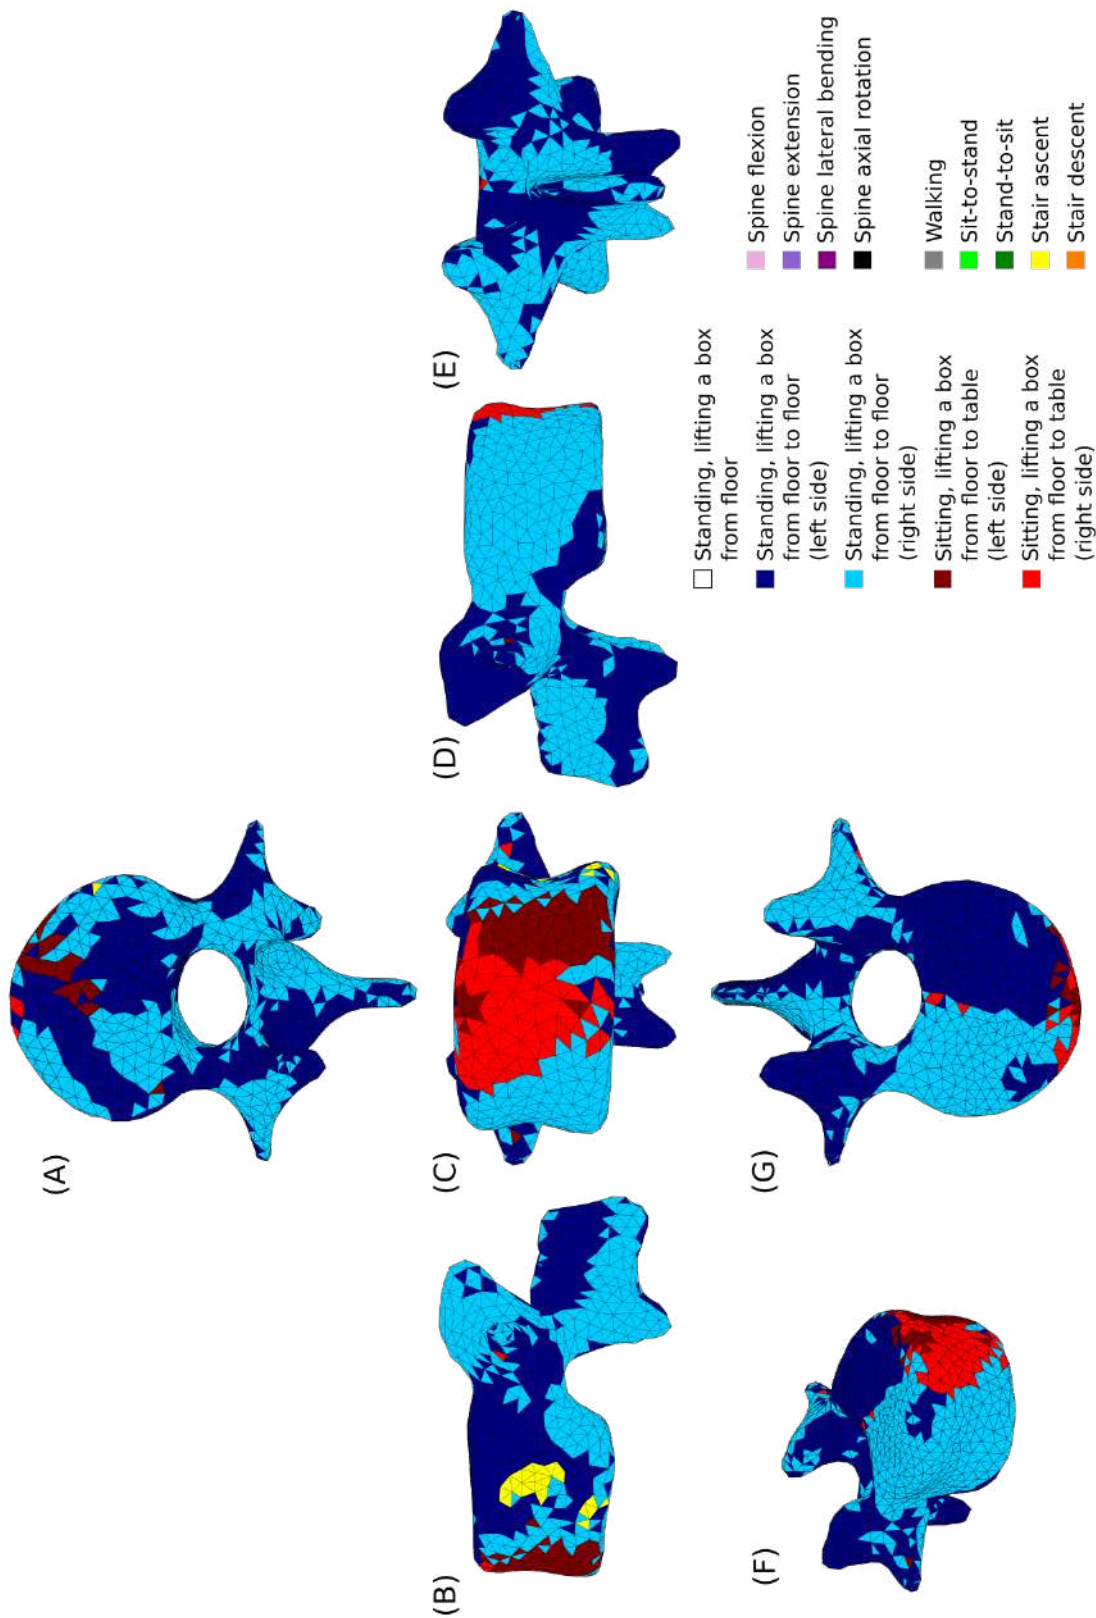 (A)
(B)
(C)
(D)
(E)
(F)
(G)
Standing, lifting a box
from floor
Standing, lifting a box
from floor to floor
(left side)
Standing, lifting a box
from floor to floor
(right side)
Sitting, lifting a box
from floor to table
(left side)
Sitting, lifting a box
from floor to table
(right side)
Spine flexion
Spine extension
Spine lateral bending
Spine axial rotation
Walking
Sit-to-stand
Stand-to-sit
Stair ascent
Stair descent